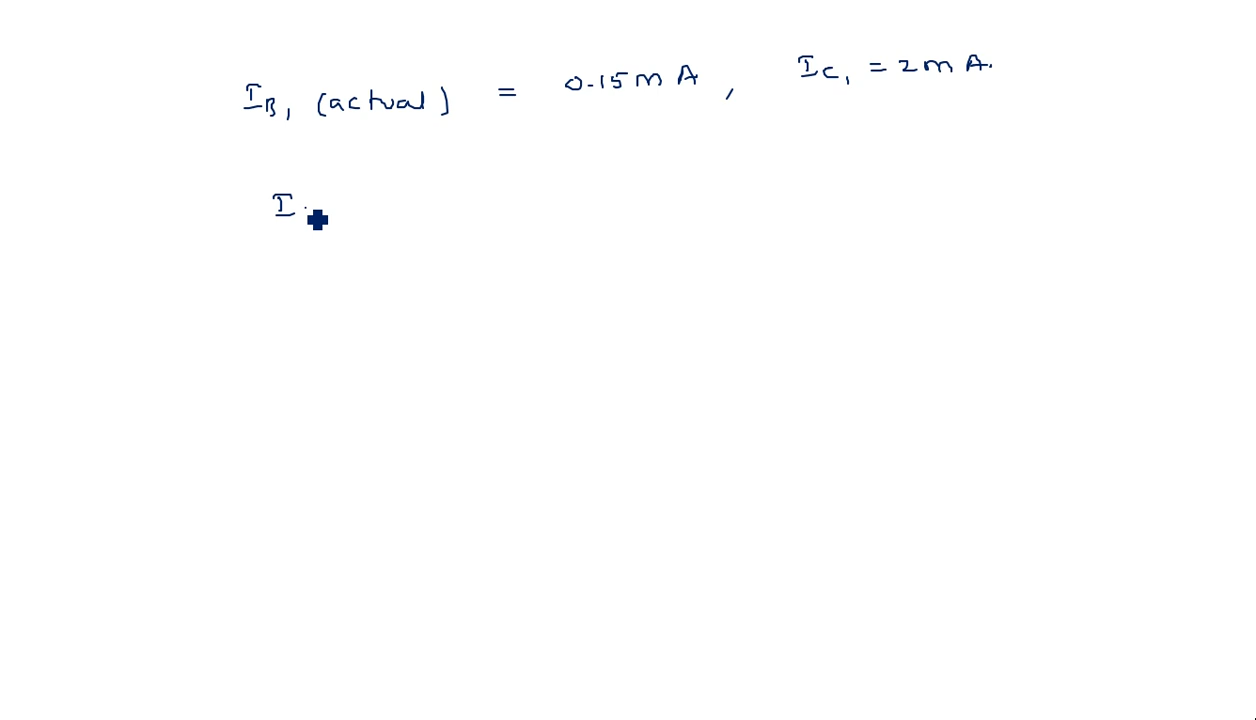 I_B₁ (actual) = 0.15 mA, I_C₁ = 2 mA.
I